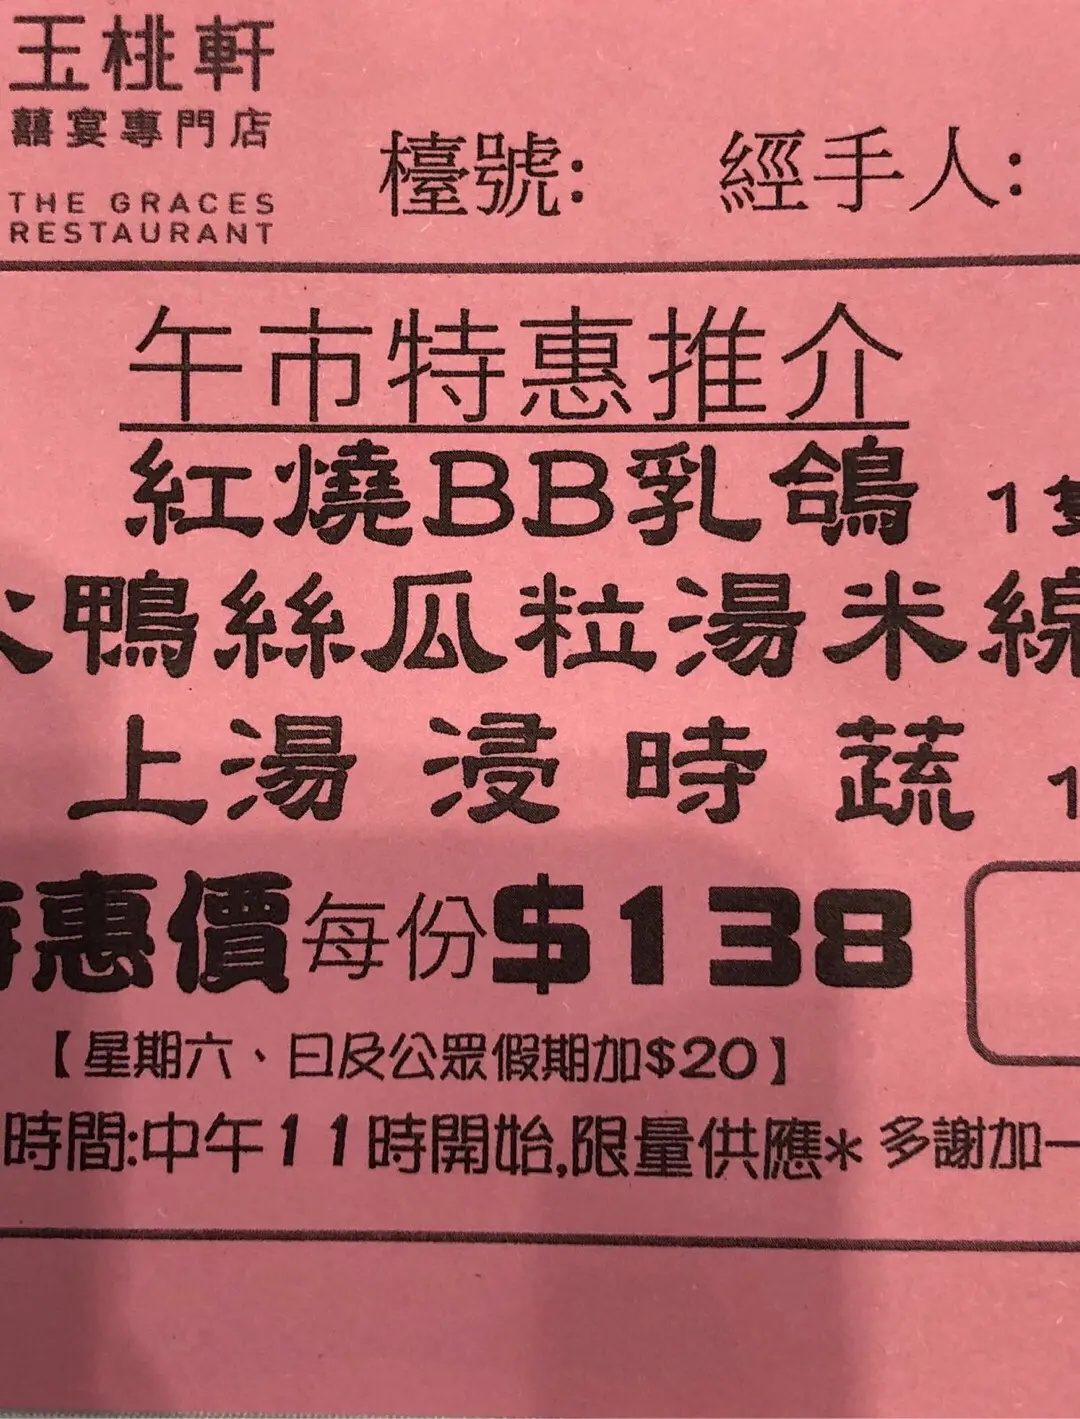 玉桃軒
囍宴專門店
THE GRACES
RESTAURANT
檯號: 經手人:
午市特惠推介
紅燒BB乳鴿 1隻
火鴨絲瓜粒湯米線
上湯浸時蔬 1
特惠價每份$138
【星期六、日及公眾假期加$20】
時間:中午11時開始,限量供應* 多謝加一